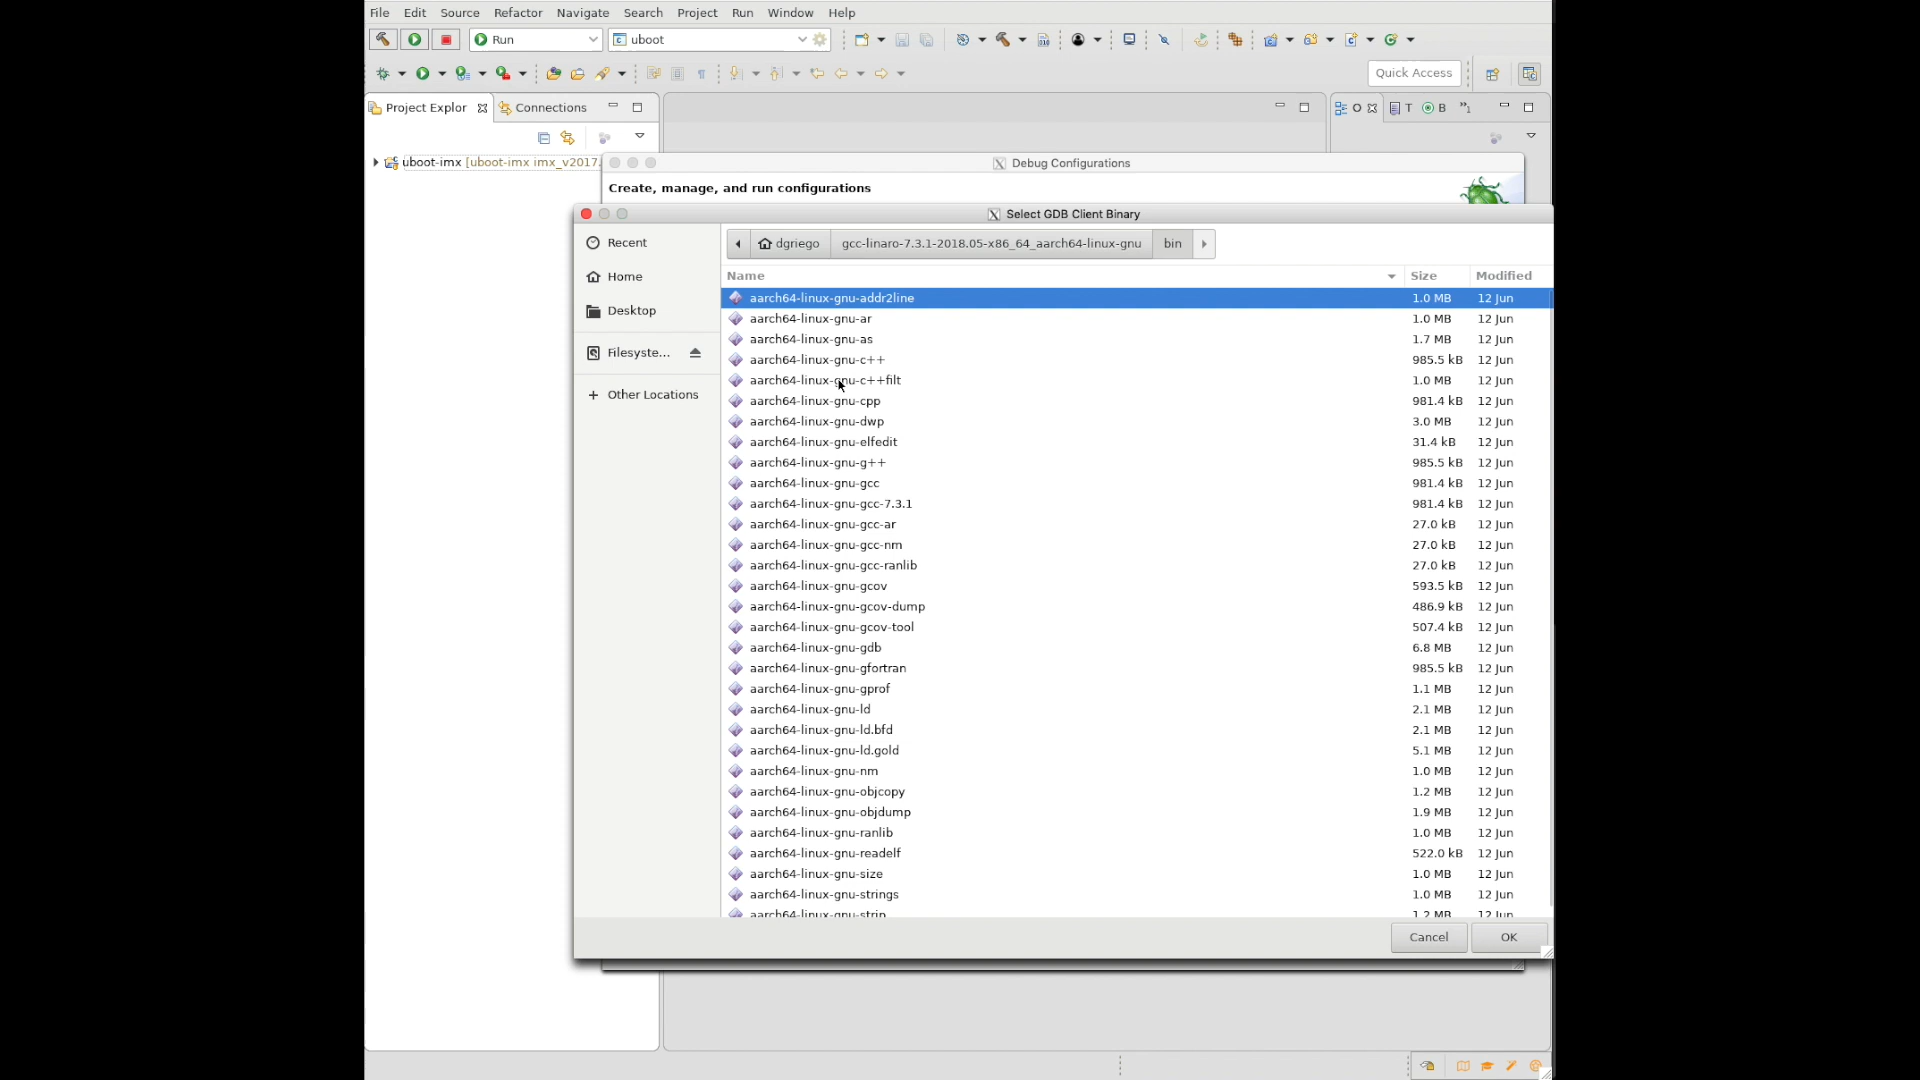 File Edit Source Refactor Navigate Search Project Run Window Help
Run uboot
Quick Access
Project Explor Connections O T B »1
uboot-imx [uboot-imx imx_v2017.
Debug Configurations
Create, manage, and run configurations
Select GDB Client Binary
Recent
Home
Desktop
Filesyste...
Other Locations
dgriego gcc-linaro-7.3.1-2018.05-x86_64_aarch64-linux-gnu bin
Name Size Modified
aarch64-linux-gnu-addr2line 1.0 MB 12 Jun
aarch64-linux-gnu-ar 1.0 MB 12 Jun
aarch64-linux-gnu-as 1.7 MB 12 Jun
aarch64-linux-gnu-c++ 985.5 kB 12 Jun
aarch64-linux-gnu-c++filt 1.0 MB 12 Jun
aarch64-linux-gnu-cpp 981.4 kB 12 Jun
aarch64-linux-gnu-dwp 3.0 MB 12 Jun
aarch64-linux-gnu-elfedit 31.4 kB 12 Jun
aarch64-linux-gnu-g++ 985.5 kB 12 Jun
aarch64-linux-gnu-gcc 981.4 kB 12 Jun
aarch64-linux-gnu-gcc-7.3.1 981.4 kB 12 Jun
aarch64-linux-gnu-gcc-ar 27.0 kB 12 Jun
aarch64-linux-gnu-gcc-nm 27.0 kB 12 Jun
aarch64-linux-gnu-gcc-ranlib 27.0 kB 12 Jun
aarch64-linux-gnu-gcov 593.5 kB 12 Jun
aarch64-linux-gnu-gcov-dump 486.9 kB 12 Jun
aarch64-linux-gnu-gcov-tool 507.4 kB 12 Jun
aarch64-linux-gnu-gdb 6.8 MB 12 Jun
aarch64-linux-gnu-gfortran 985.5 kB 12 Jun
aarch64-linux-gnu-gprof 1.1 MB 12 Jun
aarch64-linux-gnu-ld 2.1 MB 12 Jun
aarch64-linux-gnu-ld.bfd 2.1 MB 12 Jun
aarch64-linux-gnu-ld.gold 5.1 MB 12 Jun
aarch64-linux-gnu-nm 1.0 MB 12 Jun
aarch64-linux-gnu-objcopy 1.2 MB 12 Jun
aarch64-linux-gnu-objdump 1.9 MB 12 Jun
aarch64-linux-gnu-ranlib 1.0 MB 12 Jun
aarch64-linux-gnu-readelf 522.0 kB 12 Jun
aarch64-linux-gnu-size 1.0 MB 12 Jun
aarch64-linux-gnu-strings 1.0 MB 12 Jun
aarch64-linux-gnu-strip 1.2 MB 12 Jun
Cancel OK